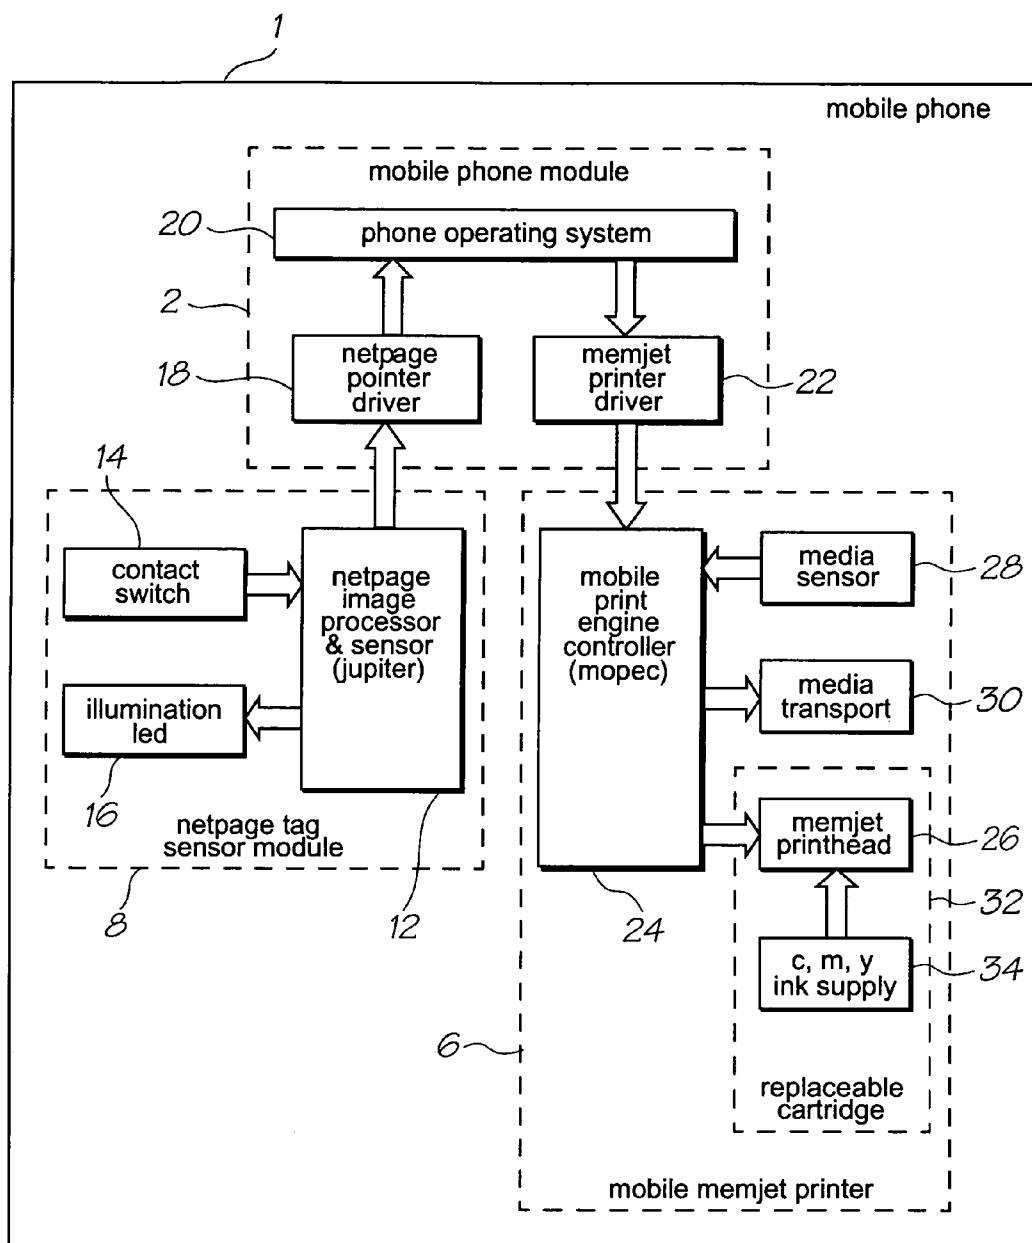 1
mobile phone
mobile phone module
20
phone operating system
2
18
netpage
pointer
driver
memjet
printer
driver
22
14
contact
switch
netpage
image
processor
& sensor
(jupiter)
illumination
led
16
netpage tag
sensor module
8
12
mobile
print
engine
controller
(mopec)
media
sensor
28
media
transport
30
memjet
printhead
26
32
24
c, m, y
ink supply
34
6
replaceable
cartridge
mobile memjet printer